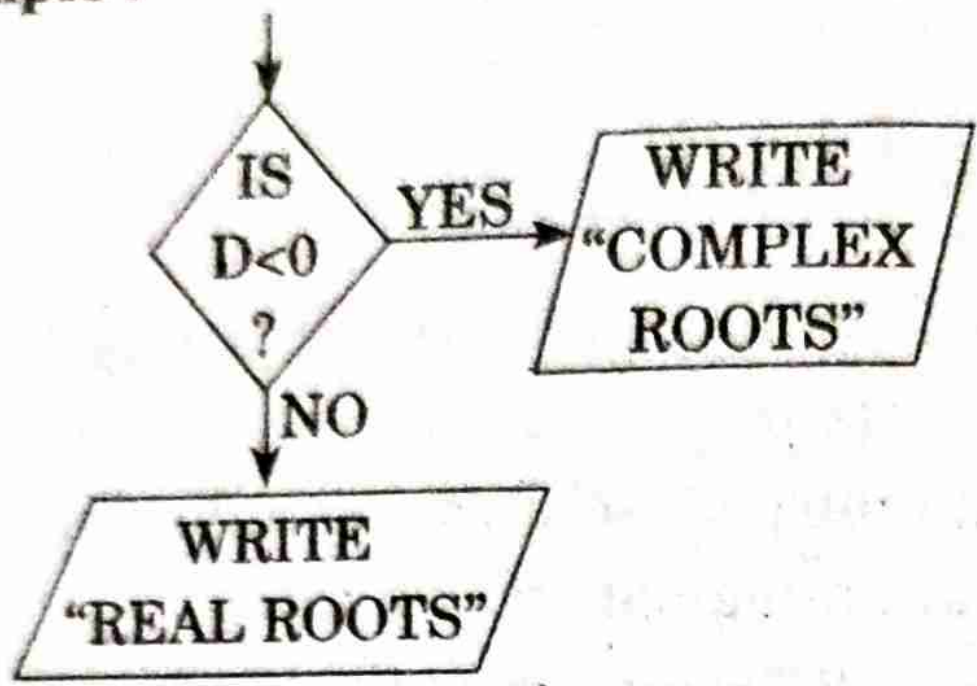 IS
D<0
?
YES
WRITE
“COMPLEX
ROOTS”
NO
WRITE
“REAL ROOTS”